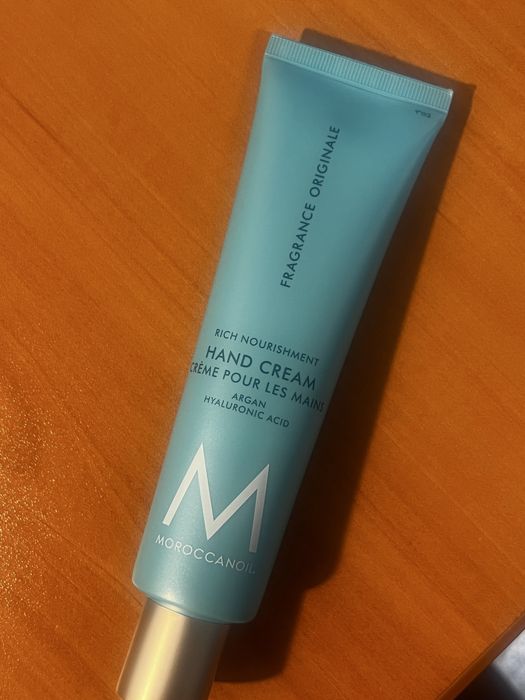 FRAGRANCE ORIGINALE
RICH NOURISHMENT
HAND CREAM
CRÈME POUR LES MAINS
ARGAN
HYALURONIC ACID
M
MOROCCANOIL